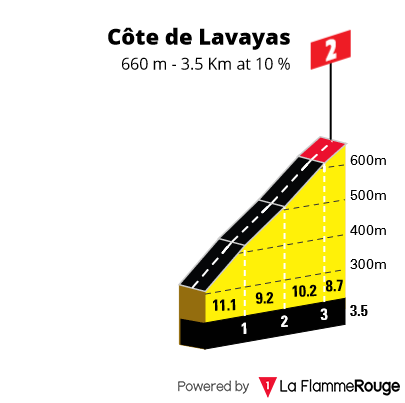 Côte de Lavayas
660 m - 3.5 Km at 10 %
2
600m
500m
400m
300m
11.1 9.2 10.2 8.7
1 2 3 3.5
Powered by 1 La FlammeRouge